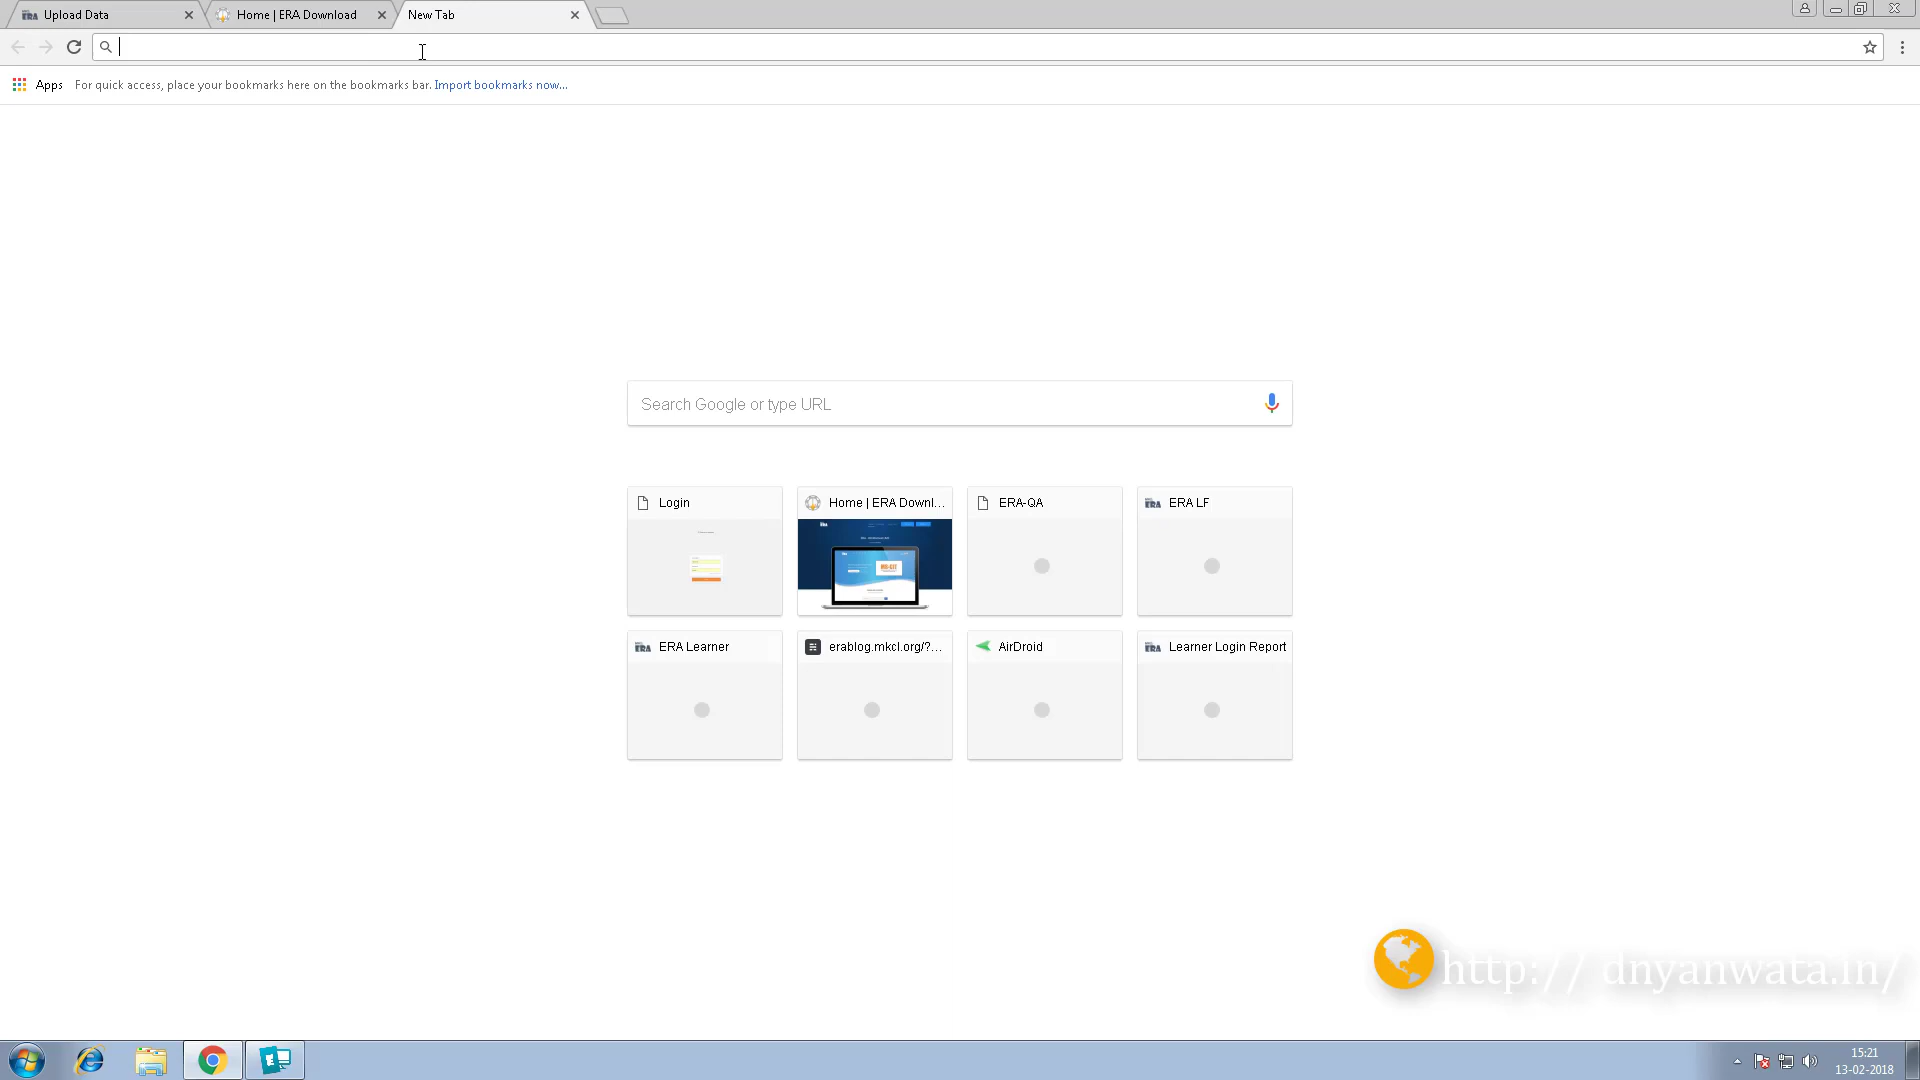 Upload Data
Home | ERA Download
New Tab
Apps For quick access, place your bookmarks here on the bookmarks bar. Import bookmarks now...
Search Google or type URL
Login
Home | ERA Downl...
ERA-QA
ERA LF
ERA Learner
erablog.mkcl.org/?...
AirDroid
Learner Login Report
http:// dnyanwata.in/
15:21
13-02-2018